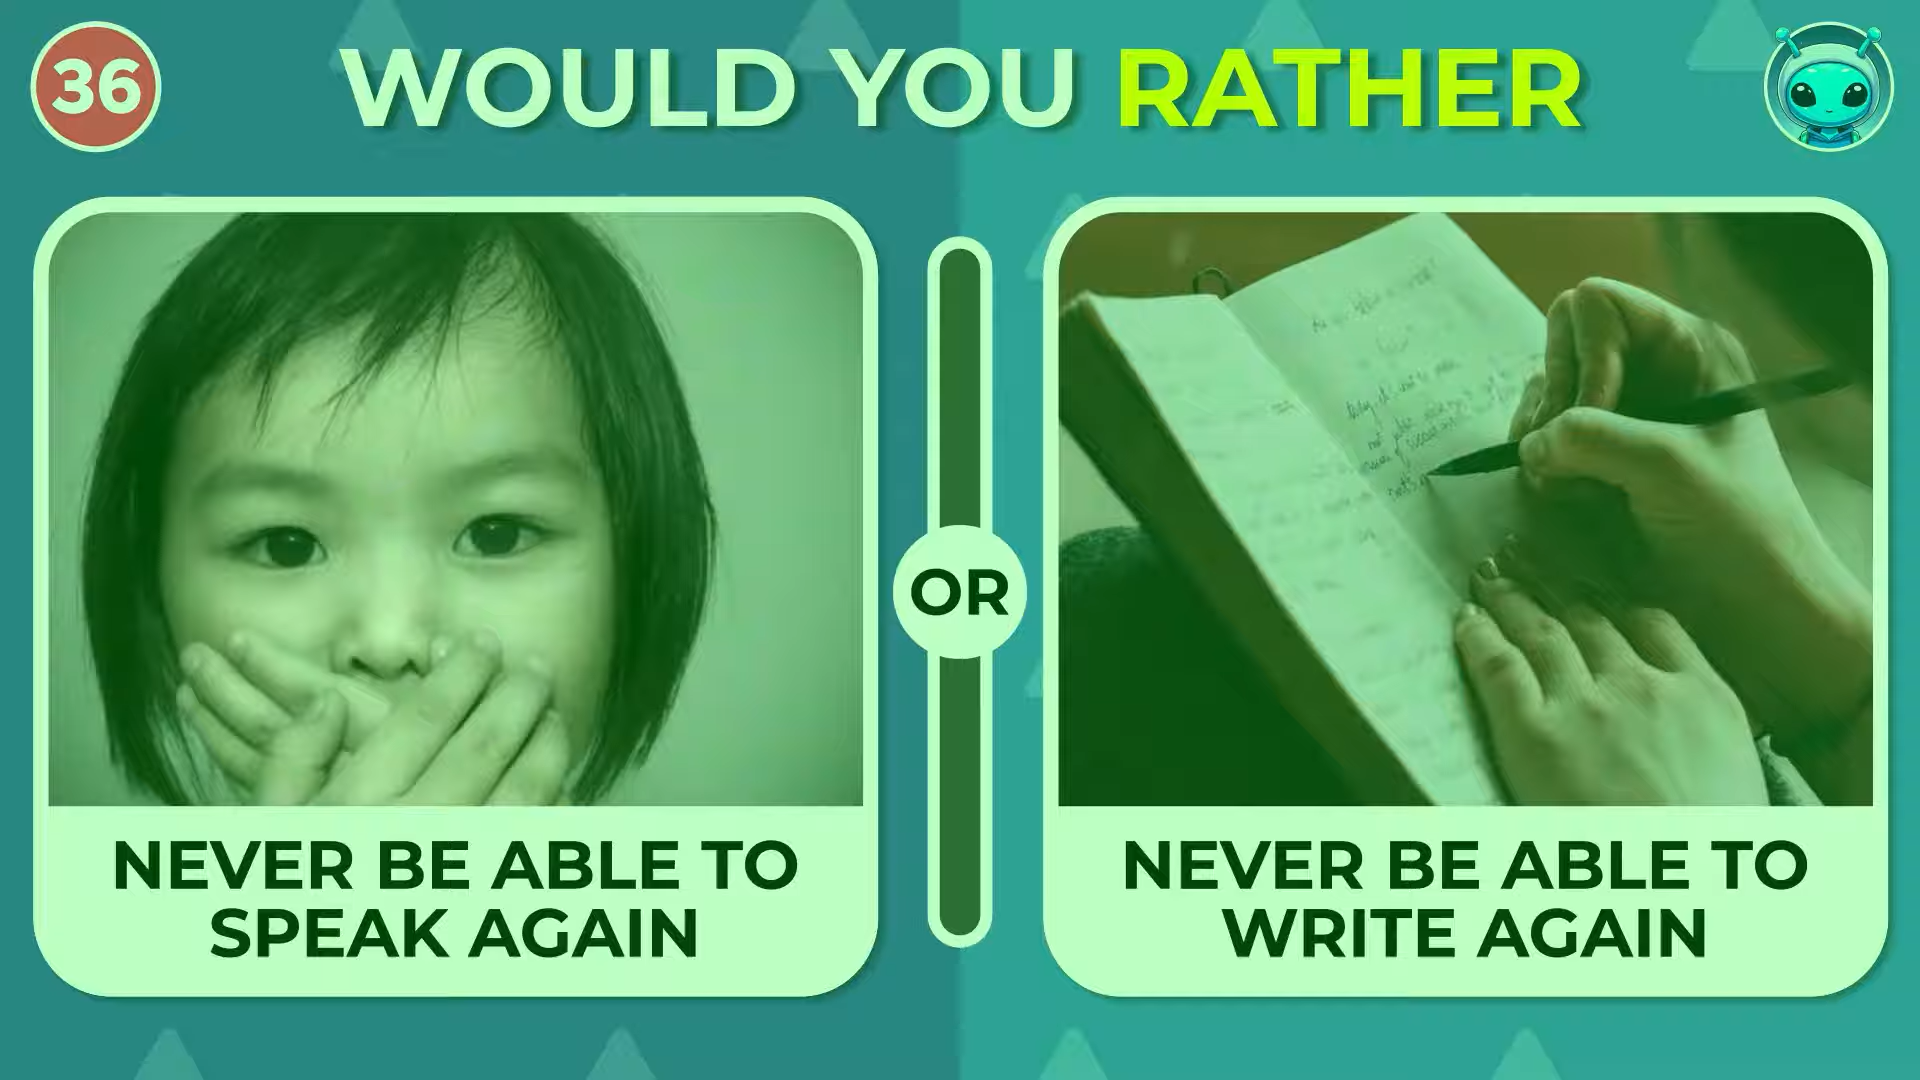 36
WOULD YOU RATHER
OR
NEVER BE ABLE TO
SPEAK AGAIN
NEVER BE ABLE TO
WRITE AGAIN